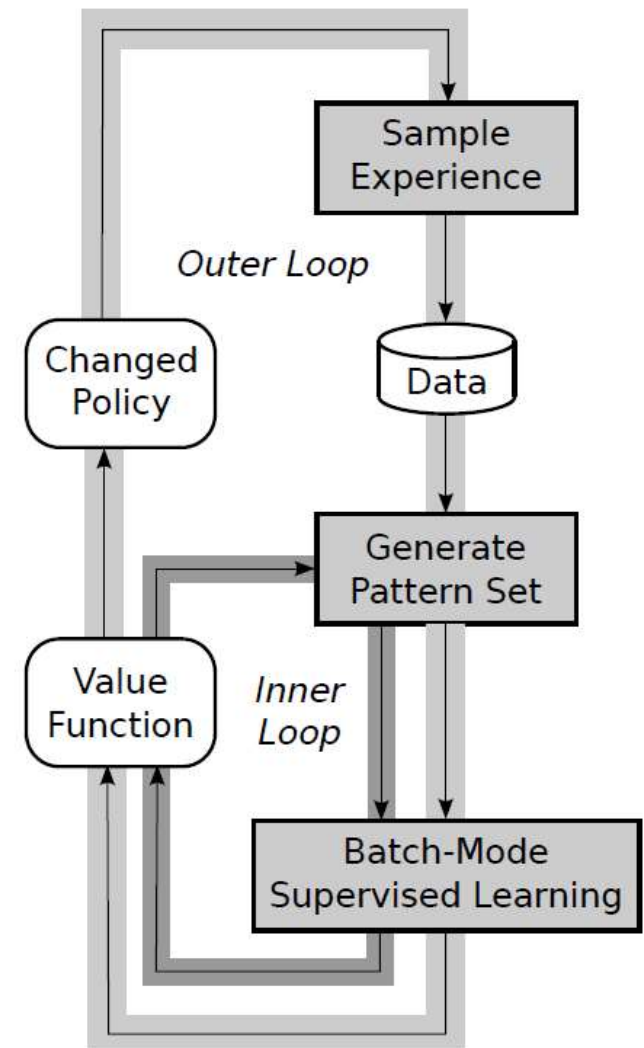 Sample
Experience
Outer Loop
Changed
Policy
Data
Generate
Pattern Set
Value
Function
Inner
Loop
Batch-Mode
Supervised Learning